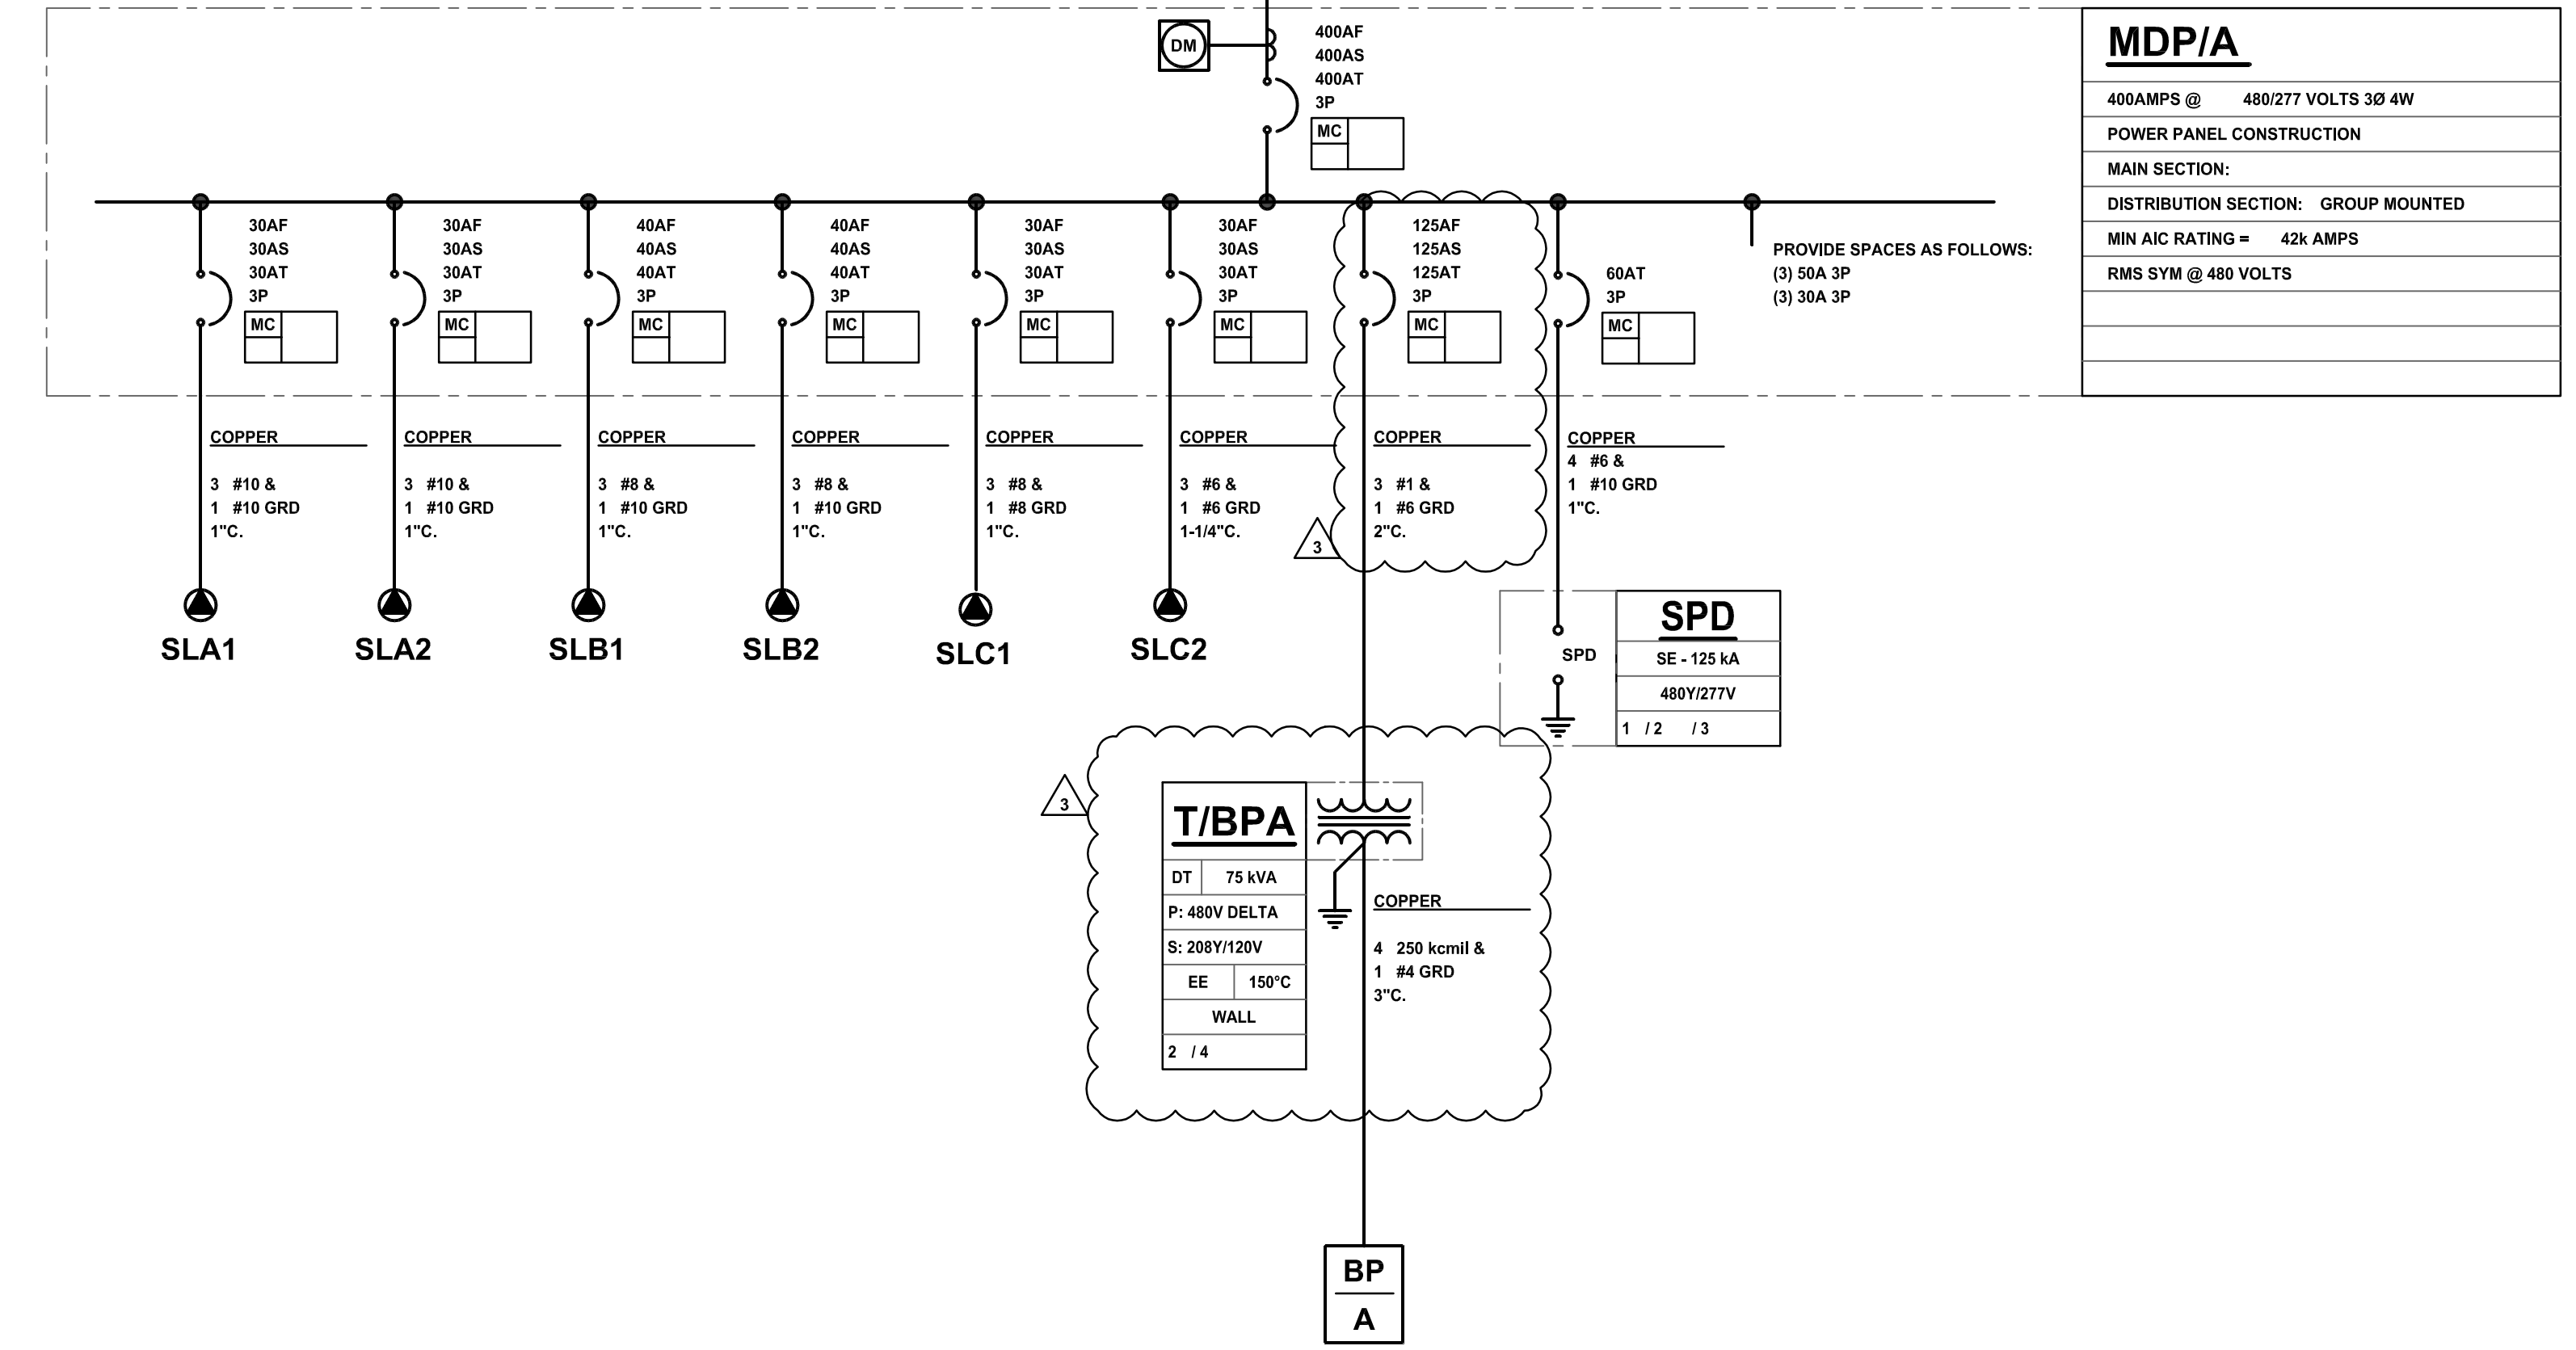 DM
400AF
400AS
400AT
3P
MC
MDP/A
400AMPS @ 480/277 VOLTS 3Ø 4W
POWER PANEL CONSTRUCTION
MAIN SECTION:
DISTRIBUTION SECTION: GROUP MOUNTED
MIN AIC RATING = 42k AMPS
RMS SYM @ 480 VOLTS
30AF
30AS
30AT
3P
MC
30AF
30AS
30AT
3P
MC
40AF
40AS
40AT
3P
MC
40AF
40AS
40AT
3P
MC
30AF
30AS
30AT
3P
MC
30AF
30AS
30AT
3P
MC
125AF
125AS
125AT
3P
MC
60AT
3P
MC
PROVIDE SPACES AS FOLLOWS:
(3) 50A 3P
(3) 30A 3P
COPPER
3 #10 &
1 #10 GRD
1"C.
COPPER
3 #10 &
1 #10 GRD
1"C.
COPPER
3 #8 &
1 #10 GRD
1"C.
COPPER
3 #8 &
1 #10 GRD
1"C.
COPPER
3 #8 &
1 #8 GRD
1"C.
COPPER
3 #6 &
1 #6 GRD
1-1/4"C.
COPPER
3 #1 &
1 #6 GRD
2"C.
COPPER
4 #6 &
1 #10 GRD
1"C.
3
SLA1
SLA2
SLB1
SLB2
SLC1
SLC2
SPD
SPD
SE - 125 kA
480Y/277V
1 / 2 / 3
3
T/BPA
DT 75 kVA
P: 480V DELTA
S: 208Y/120V
EE 150°C
WALL
2 / 4
COPPER
4 250 kcmil &
1 #4 GRD
3"C.
BP
A